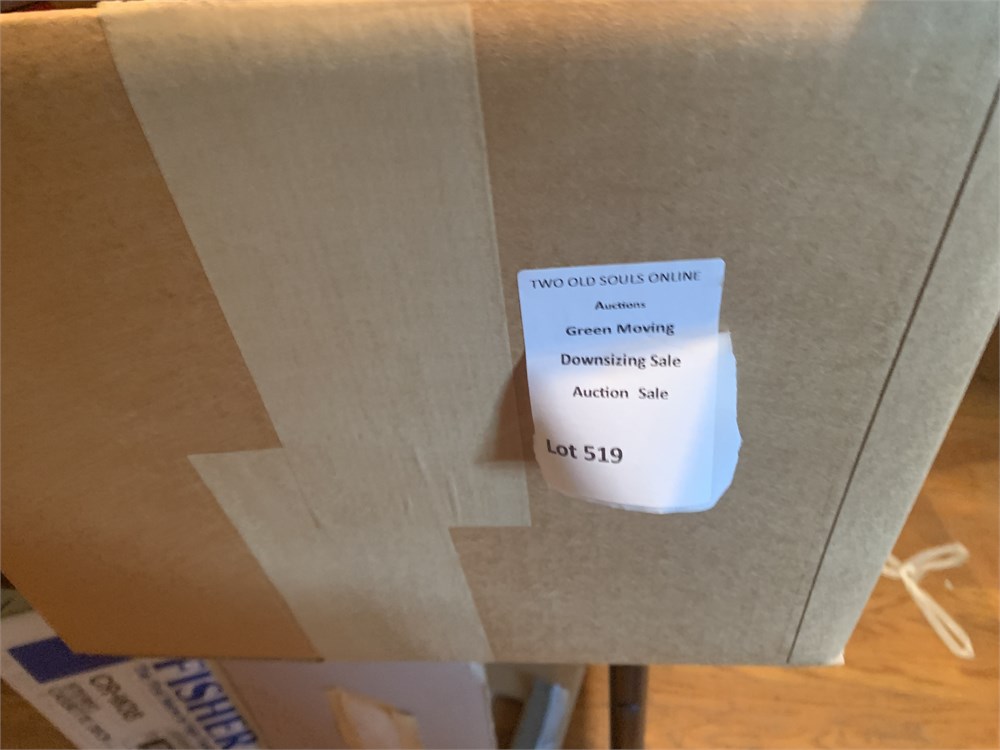 TWO OLD SOULS ONLINE
Auctions
Green Moving
Downsizing Sale
Auction Sale
Lot 519
FISHER